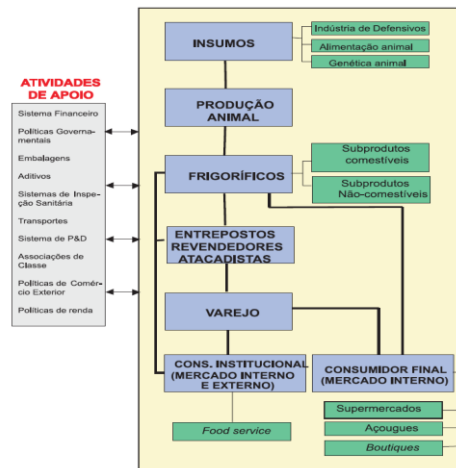 ATIVIDADES
DE APOIO
Sistema Financeiro
Políticas Governa-
mentais
Embalagens
Aditivos
Sistemas de Inspe-
ção Sanitária
Transportes
Sistema de P&D
Associações de
Classe
Políticas de Comér-
cio Exterior
Políticas de renda
INSUMOS
Indústria de Defensivos
Alimentação animal
Genética animal
PRODUÇÃO
ANIMAL
FRIGORÍFICOS
Subprodutos
comestíveis
Subprodutos
Não-comestíveis
ENTREPOSTOS
REVENDEDORES
ATACADISTAS
VAREJO
CONS. INSTITUCIONAL
(MERCADO INTERNO
E EXTERNO)
CONSUMIDOR FINAL
(MERCADO INTERNO)
Food service
Supermercados
Açougues
Boutiques